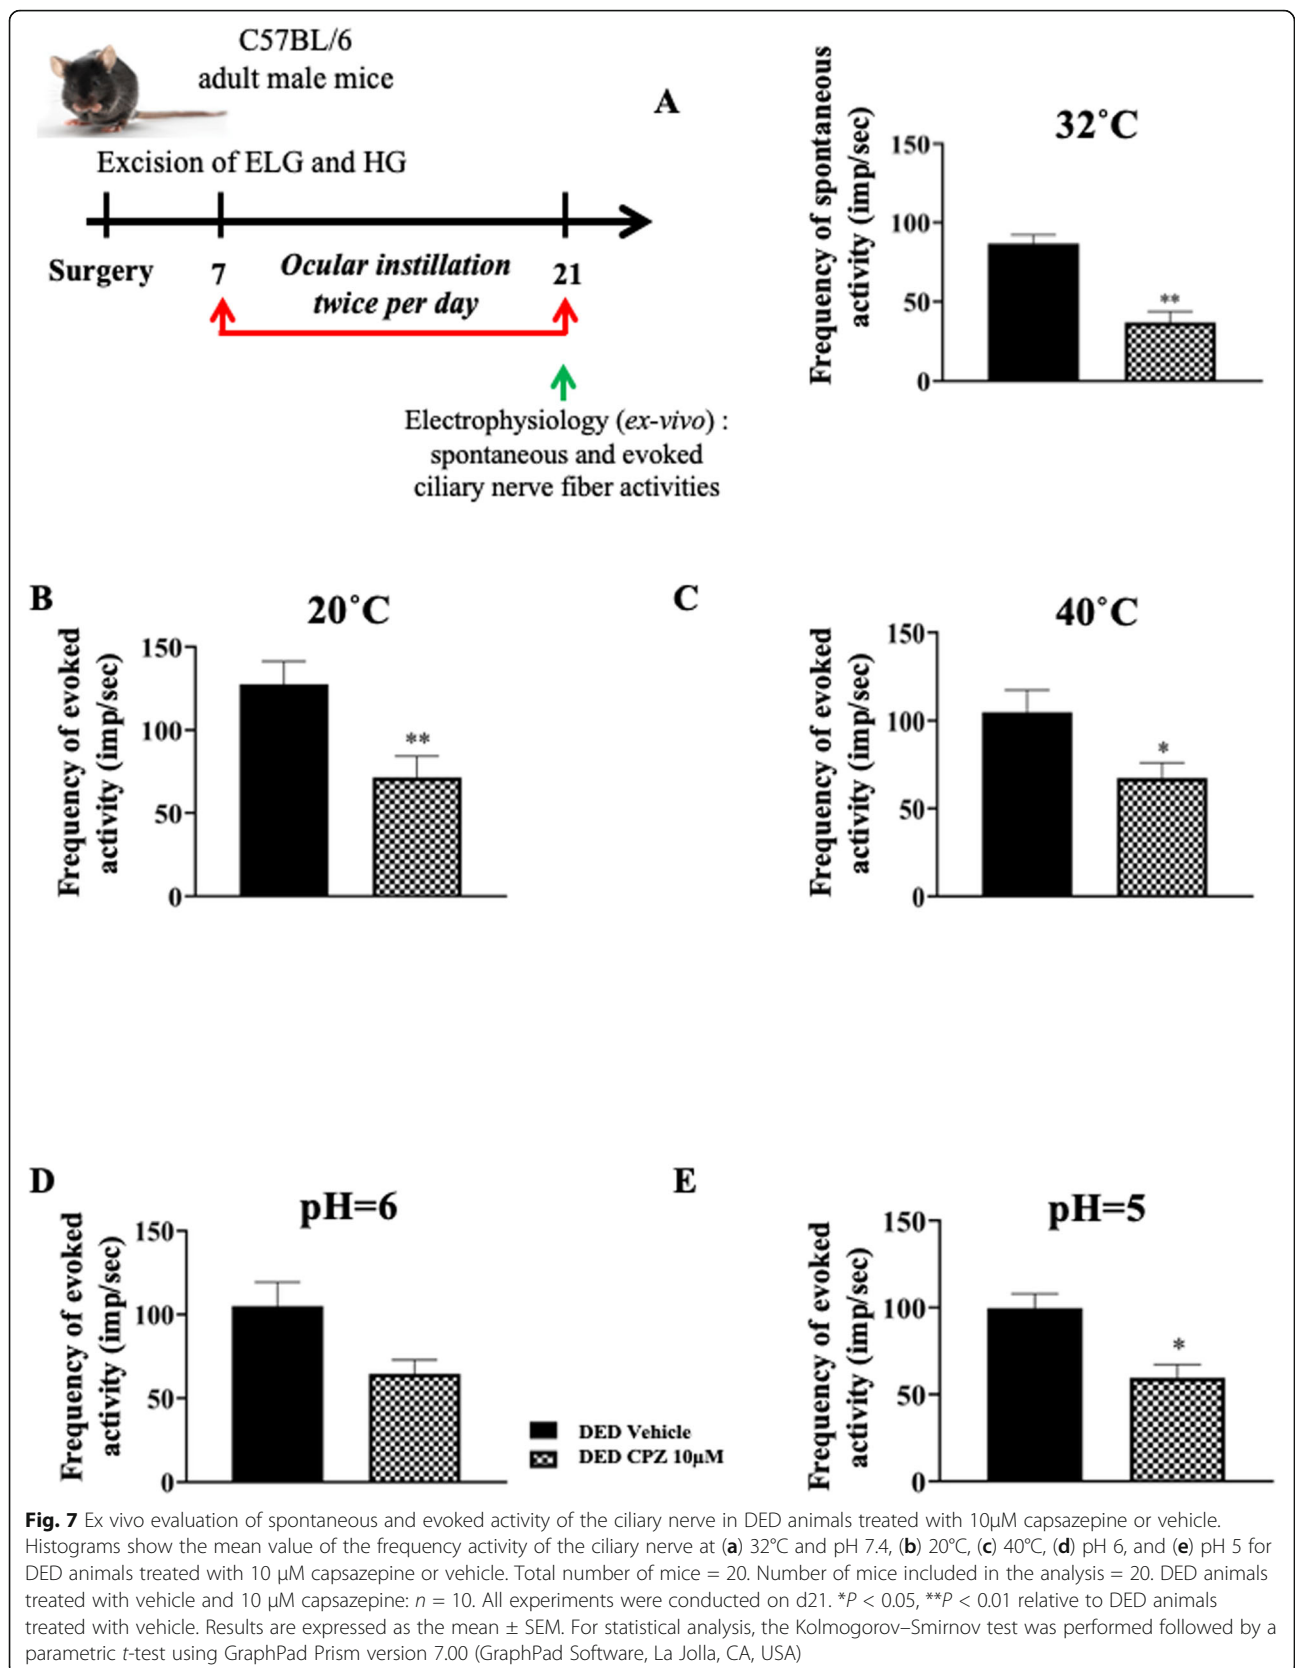 C57BL/6
adult male mice
Excision of ELG and HG
Surgery
7
Ocular instillation
twice per day
21
Electrophysiology (ex-vivo) :
spontaneous and evoked
ciliary nerve fiber activities
A
32°C
Frequency of spontaneous
activity (imp/sec)
150
100
50
0
**
B
20°C
Frequency of evoked
activity (imp/sec)
150
100
50
0
**
C
40°C
Frequency of evoked
activity (imp/sec)
150
100
50
0
*
D
pH=6
Frequency of evoked
activity (imp/sec)
150
100
50
0
DED Vehicle
DED CPZ 10µM
E
pH=5
Frequency of evoked
activity (imp/sec)
150
100
50
0
*
Fig. 7 Ex vivo evaluation of spontaneous and evoked activity of the ciliary nerve in DED animals treated with 10µM capsazepine or vehicle.
Histograms show the mean value of the frequency activity of the ciliary nerve at (a) 32°C and pH 7.4, (b) 20°C, (c) 40°C, (d) pH 6, and (e) pH 5 for
DED animals treated with 10 µM capsazepine or vehicle. Total number of mice = 20. Number of mice included in the analysis = 20. DED animals
treated with vehicle and 10 µM capsazepine: n = 10. All experiments were conducted on d21. *P < 0.05, **P < 0.01 relative to DED animals
treated with vehicle. Results are expressed as the mean ± SEM. For statistical analysis, the Kolmogorov–Smirnov test was performed followed by a
parametric t-test using GraphPad Prism version 7.00 (GraphPad Software, La Jolla, CA, USA)